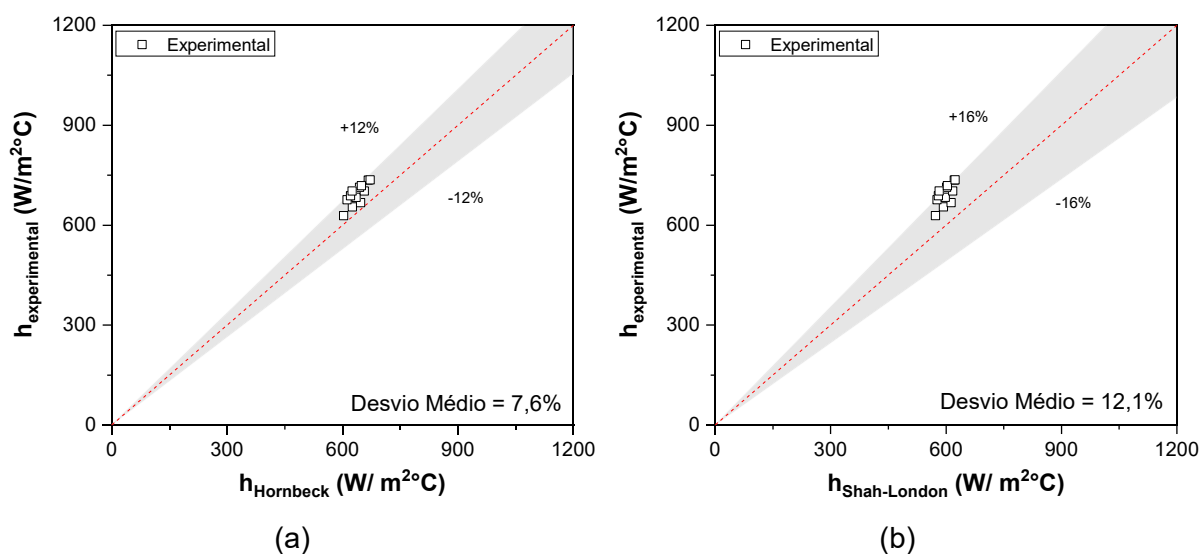 1200
900
600
300
0
h_experimental (W/m²°C)
Experimental
+12%
-12%
Desvio Médio = 7,6%
0 300 600 900 1200
h_Hornbeck (W/ m²°C)
(a)
1200
900
600
300
0
h_experimental (W/m²°C)
Experimental
+16%
-16%
Desvio Médio = 12,1%
0 300 600 900 1200
h_Shah-London (W/ m²°C)
(b)